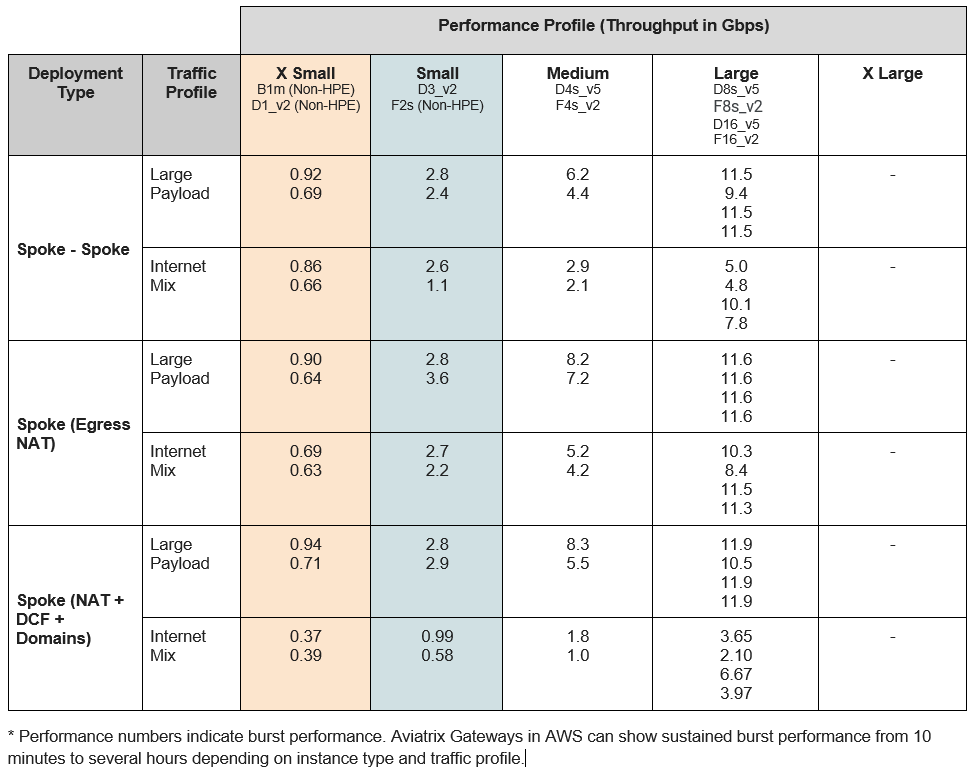 Performance Profile (Throughput in Gbps)
Deployment Type Traffic Profile X Small Small Medium Large X Large
B1m (Non-HPE) D3_v2 D4s_v5 D8s_v5
D1_v2 (Non-HPE) F2s (Non-HPE) F4s_v2 F8s_v2
D16_v5
F16_v2
Spoke - Spoke
Large Payload
0.92 2.8 6.2 11.5 -
0.69 2.4 4.4 9.4
11.5
11.5
Internet Mix
0.86 2.6 2.9 5.0 -
0.66 1.1 2.1 4.8
10.1
7.8
Spoke (Egress NAT)
Large Payload
0.90 2.8 8.2 11.6 -
0.64 3.6 7.2 11.6
11.6
11.6
Internet Mix
0.69 2.7 5.2 10.3 -
0.63 2.2 4.2 8.4
11.5
11.3
Spoke (NAT + DCF + Domains)
Large Payload
0.94 2.8 8.3 11.9 -
0.71 2.9 5.5 10.5
11.9
11.9
Internet Mix
0.37 0.99 1.8 3.65 -
0.39 0.58 1.0 2.10
6.67
3.97
* Performance numbers indicate burst performance. Aviatrix Gateways in AWS can show sustained burst performance from 10
minutes to several hours depending on instance type and traffic profile.